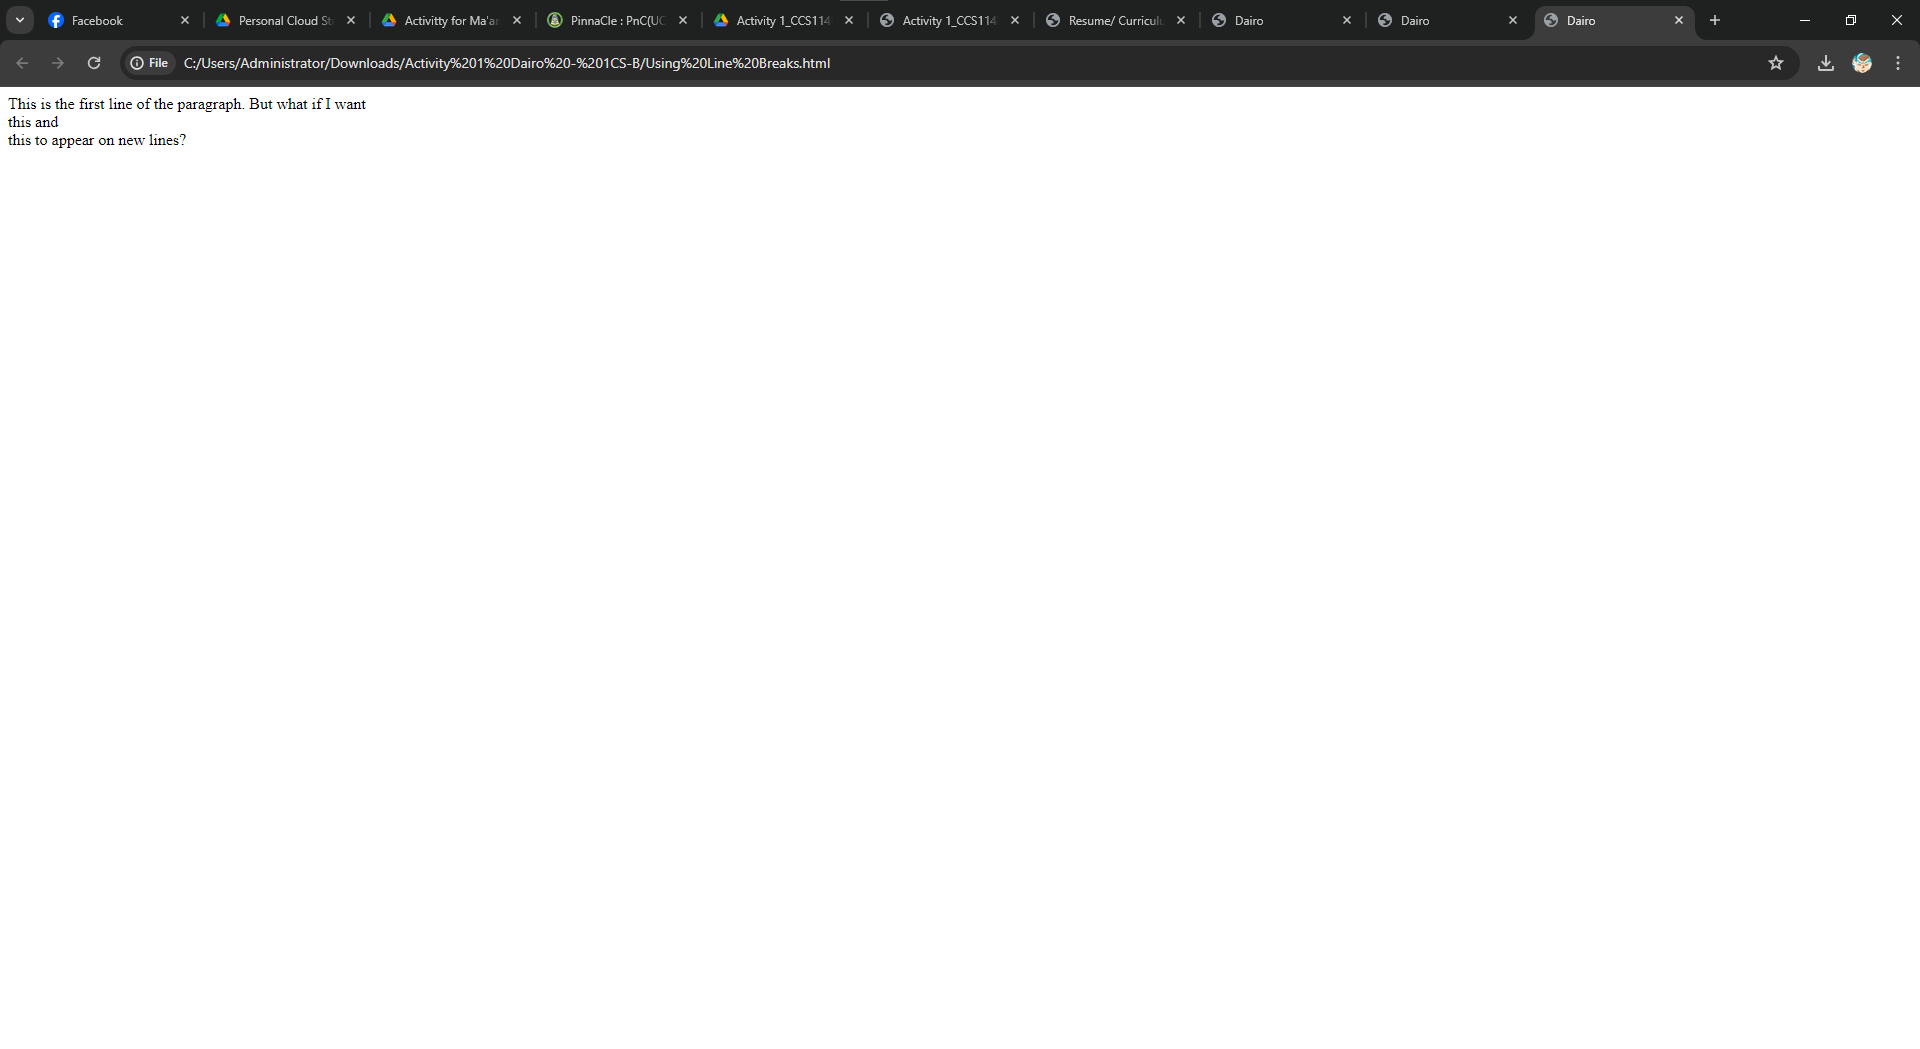 Facebook
Personal Cloud St
Activitty for Ma'ar
PinnaCle : PnC(UC
Activity 1_CCS114
Activity 1_CCS114
Resume/ Curricul
Dairo
Dairo
Dairo
File
C:/Users/Administrator/Downloads/Activity%201%20Dairo%20-%201CS-B/Using%20Line%20Breaks.html
This is the first line of the paragraph. But what if I want
this and
this to appear on new lines?